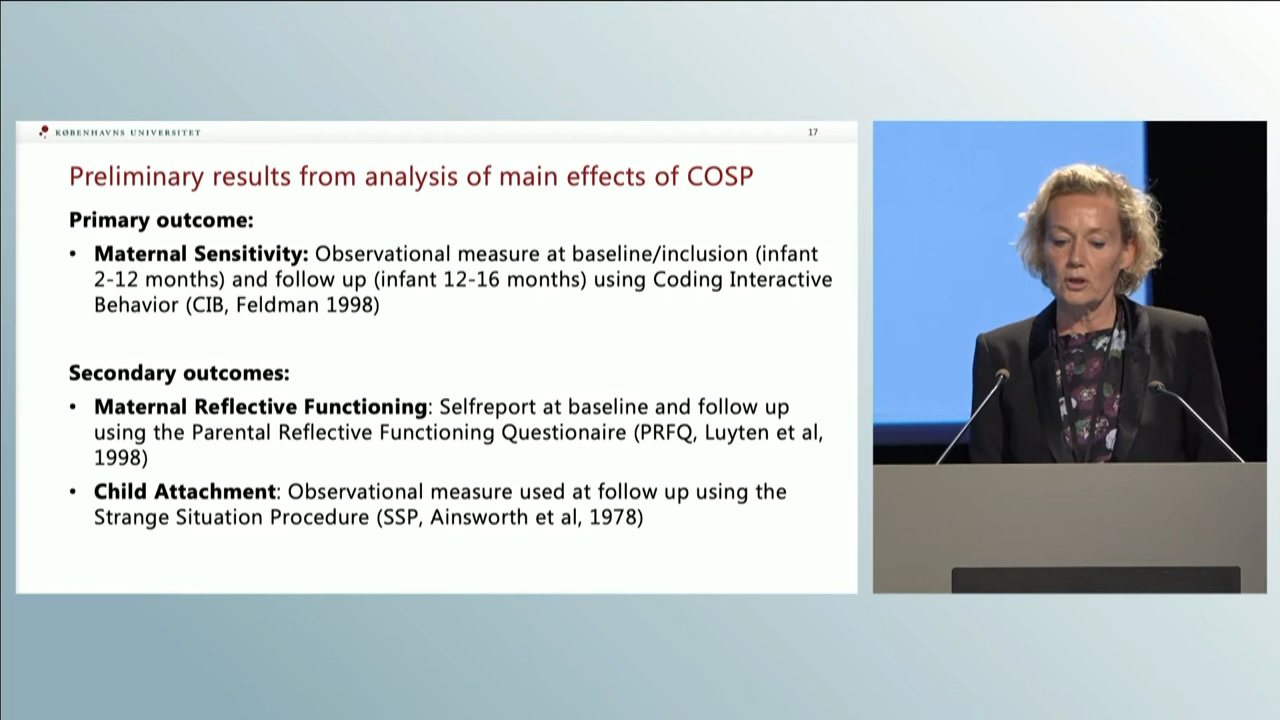 KØBENHAVNS UNIVERSITET
17
Preliminary results from analysis of main effects of COSP
Primary outcome:
• Maternal Sensitivity: Observational measure at baseline/inclusion (infant
2-12 months) and follow up (infant 12-16 months) using Coding Interactive
Behavior (CIB, Feldman 1998)
Secondary outcomes:
• Maternal Reflective Functioning: Selfreport at baseline and follow up
using the Parental Reflective Functioning Questionaire (PRFQ, Luyten et al,
1998)
• Child Attachment: Observational measure used at follow up using the
Strange Situation Procedure (SSP, Ainsworth et al, 1978)